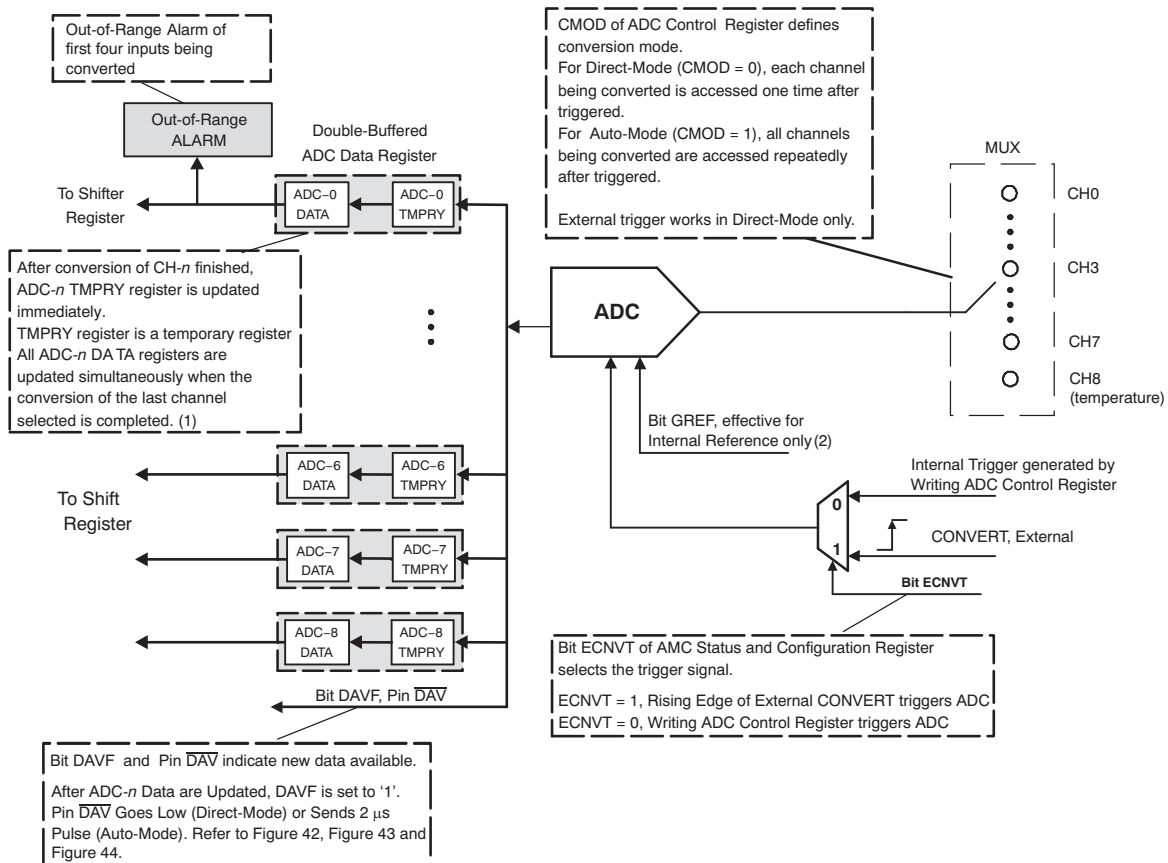 Out-of-Range Alarm of
first four inputs being
converted
Out-of-Range
ALARM
Double-Buffered
ADC Data Register
To Shifter
Register
ADC-0
DATA
ADC-0
TMPRY
CMOD of ADC Control Register defines
conversion mode.
For Direct-Mode (CMOD = 0), each channel
being converted is accessed one time after
triggered.
For Auto-Mode (CMOD = 1), all channels
being converted are accessed repeatedly
after triggered.
External trigger works in Direct-Mode only.
MUX
CH0
CH3
CH7
CH8
(temperature)
After conversion of CH-n finished,
ADC-n TMPRY register is updated
immediately.
TMPRY register is a temporary register
All ADC-n DATA registers are
updated simultaneously when the
conversion of the last channel
selected is completed. (1)
ADC
Bit GREF, effective for
Internal Reference only (2)
Internal Trigger generated by
Writing ADC Control Register
0
1
CONVERT, External
Bit ECNVT
To Shift
Register
ADC-6
DATA
ADC-6
TMPRY
ADC-7
DATA
ADC-7
TMPRY
ADC-8
DATA
ADC-8
TMPRY
Bit DAVF, Pin DAV
Bit ECNVT of AMC Status and Configuration Register
selects the trigger signal.
ECNVT = 1, Rising Edge of External CONVERT triggers ADC
ECNVT = 0, Writing ADC Control Register triggers ADC
Bit DAVF and Pin DAV indicate new data available.
After ADC-n Data are Updated, DAVF is set to ‘1’.
Pin DAV Goes Low (Direct-Mode) or Sends 2 μs
Pulse (Auto-Mode). Refer to Figure 42, Figure 43 and
Figure 44.